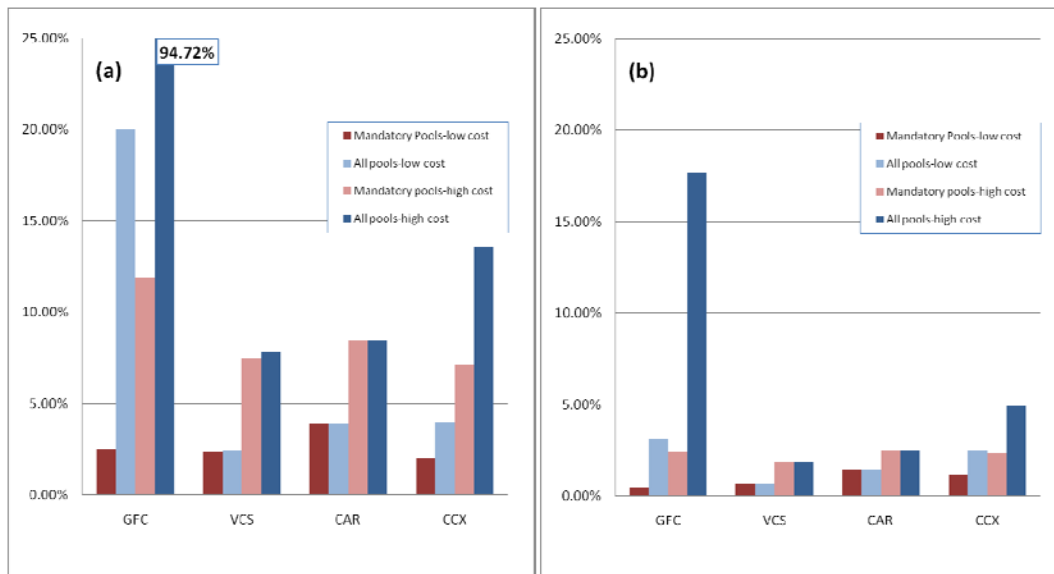 25.00%
94.72%
(a)
20.00%
Mandatory Pools-low cost
All pools-low cost
Mandatory pools-high cost
All pools-high cost
15.00%
10.00%
5.00%
0.00%
GFC VCS CAR CCX
25.00%
(b)
20.00%
Mandatory Pools-low cost
All pools-low cost
Mandatory pools-high cost
All pools-high cost
15.00%
10.00%
5.00%
0.00%
GFC VCS CAR CCX